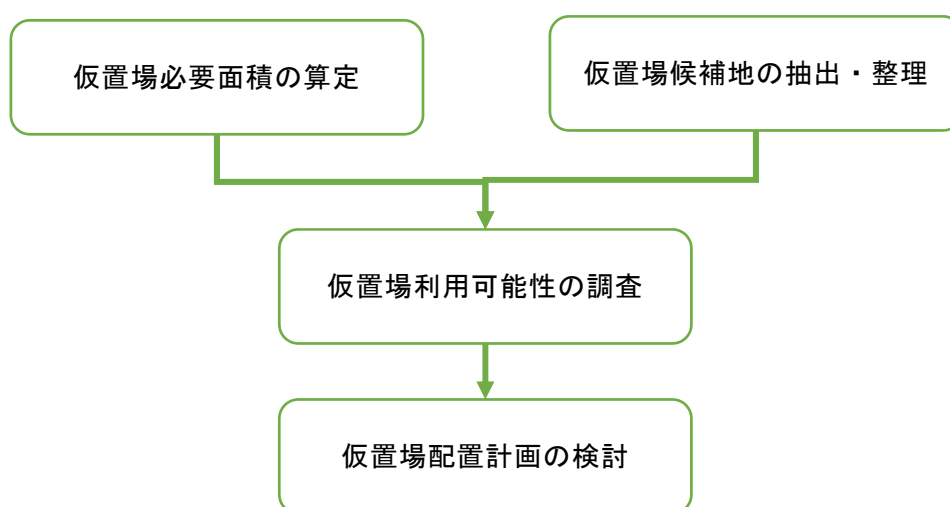 仮置場必要面積の算定
仮置場候補地の抽出・整理
仮置場利用可能性の調査
仮置場配置計画の検討